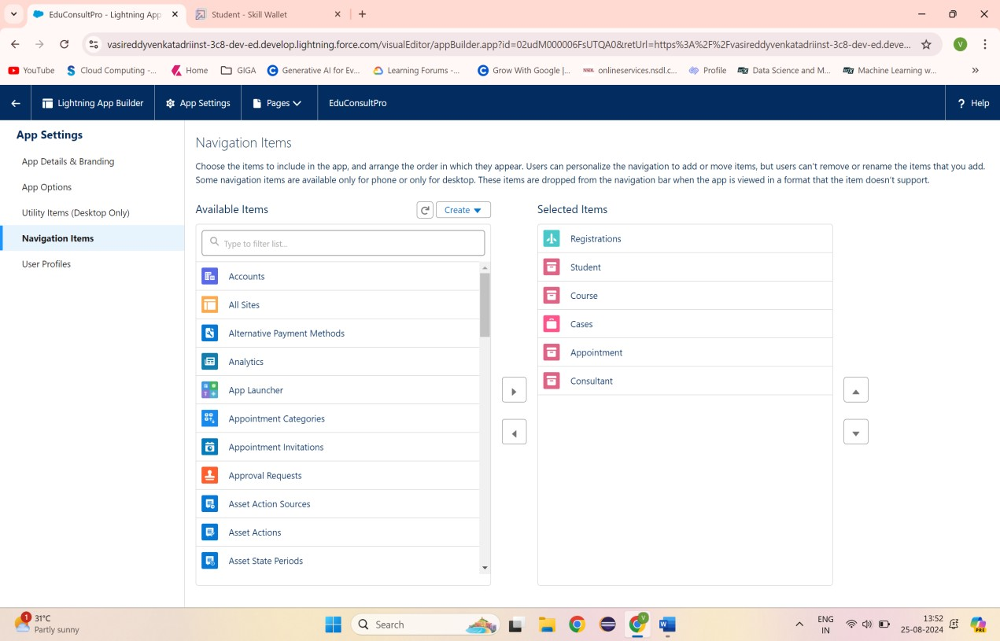 EduConsultPro - Lightning App
Student - Skill Wallet
vasireddyvenkatadriinst-3c8-dev-ed.develop.lightning.force.com/visualEditor/appBuilder.app?id=02udM000006FsUTQA0&retUrl=https%3A%2F%2Fvasireddyvenkatadriinst-3c8-dev-ed.deve...
V
YouTube
Cloud Computing -...
Home
GIGA
Generative AI for Ev...
Learning Forums -...
Grow With Google |...
onlineservices.nsdl.c...
Profile
Data Science and M...
Machine Learning w...
»
Lightning App Builder
App Settings
Pages
EduConsultPro
? Help
App Settings
App Details & Branding
App Options
Utility Items (Desktop Only)
Navigation Items
User Profiles
Navigation Items
Choose the items to include in the app, and arrange the order in which they appear. Users can personalize the navigation to add or move items, but users can't remove or rename the items that you add.
Some navigation items are available only for phone or only for desktop. These items are dropped from the navigation bar when the app is viewed in a format that the item doesn't support.
Available Items
Create
Type to filter list...
Accounts
All Sites
Alternative Payment Methods
Analytics
App Launcher
Appointment Categories
Appointment Invitations
Approval Requests
Asset Action Sources
Asset Actions
Asset State Periods
Selected Items
Registrations
Student
Course
Cases
Appointment
Consultant
1
31°C
Partly sunny
Search
V
ENG
IN
13:52
25-08-2024
PRE